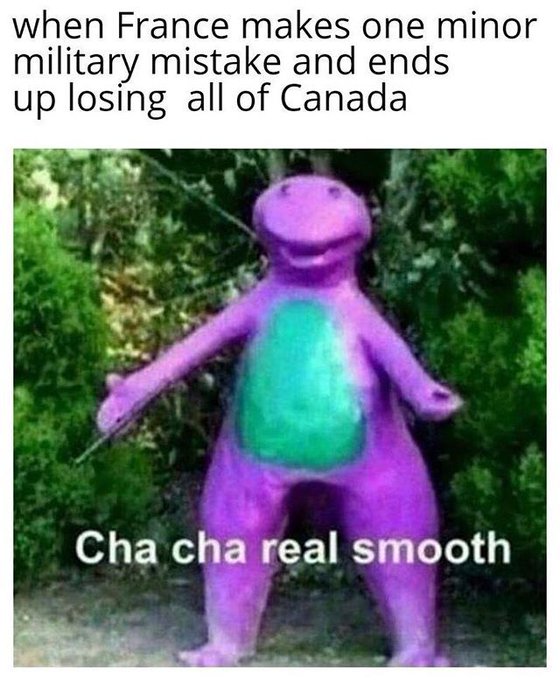 when France makes one minor
military mistake and ends
up losing all of Canada
Cha cha real smooth